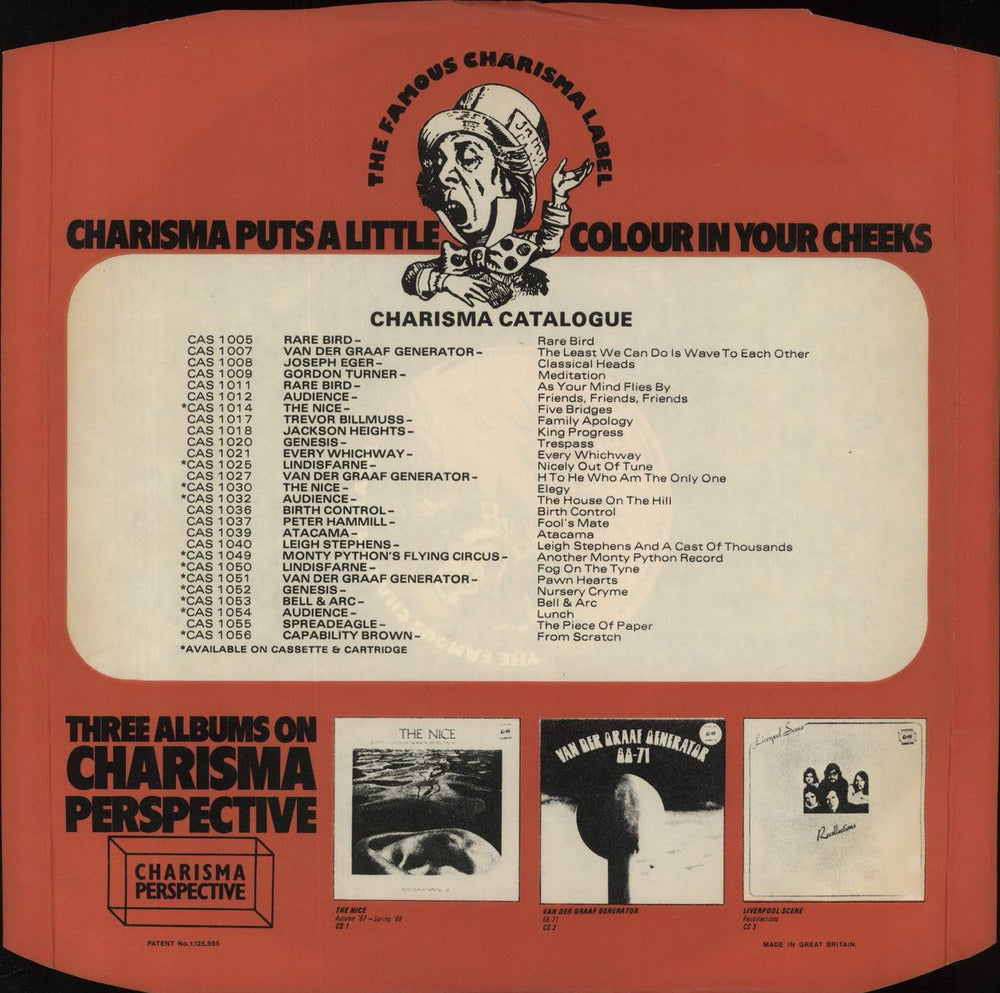 THE FAMOUS CHARISMA LABEL
CHARISMA PUTS A LITTLE COLOUR IN YOUR CHEEKS
CHARISMA CATALOGUE
CAS 1005 RARE BIRD– Rare Bird
CAS 1007 VAN DER GRAAF GENERATOR– The Least We Can Do Is Wave To Each Other
CAS 1008 JOSEPH EGER– Classical Heads
CAS 1009 GORDON TURNER– Meditation
CAS 1011 RARE BIRD– As Your Mind Flies By
CAS 1012 AUDIENCE– Friends, Friends, Friends
*CAS 1014 THE NICE– Five Bridges
CAS 1017 TREVOR BILLMUSS– Family Apology
CAS 1018 JACKSON HEIGHTS– King Progress
CAS 1020 GENESIS– Trespass
CAS 1021 EVERY WHICHWAY– Every Whichway
*CAS 1025 LINDISFARNE– Nicely Out Of Tune
CAS 1027 VAN DER GRAAF GENERATOR– H To He Who Am The Only One
*CAS 1030 THE NICE– Elegy
*CAS 1032 AUDIENCE– The House On The Hill
CAS 1036 BIRTH CONTROL– Birth Control
CAS 1037 PETER HAMMILL– Fool's Mate
CAS 1039 ATACAMA– Atacama
CAS 1040 LEIGH STEPHENS– Leigh Stephens And A Cast Of Thousands
*CAS 1049 MONTY PYTHON'S FLYING CIRCUS– Another Monty Python Record
*CAS 1050 LINDISFARNE– Fog On The Tyne
*CAS 1051 VAN DER GRAAF GENERATOR– Pawn Hearts
*CAS 1052 GENESIS– Nursery Cryme
*CAS 1053 BELL & ARC– Bell & Arc
*CAS 1054 AUDIENCE– Lunch
CAS 1055 SPREADEAGLE– The Piece Of Paper
*CAS 1056 CAPABILITY BROWN– From Scratch
*AVAILABLE ON CASSETTE & CARTRIDGE
THREE ALBUMS ON
CHARISMA
PERSPECTIVE
CHARISMA
PERSPECTIVE
PATENT No. 1,125,555
THE NICE
THE NICE
Autumn '67 – Spring '68
CS 1
VAN DER GRAAF GENERATOR
68-71
VAN DER GRAAF GENERATOR
68-71
CS 2
Liverpool Scene
Recollections
LIVERPOOL SCENE
Recollections
CS 3
MADE IN GREAT BRITAIN.